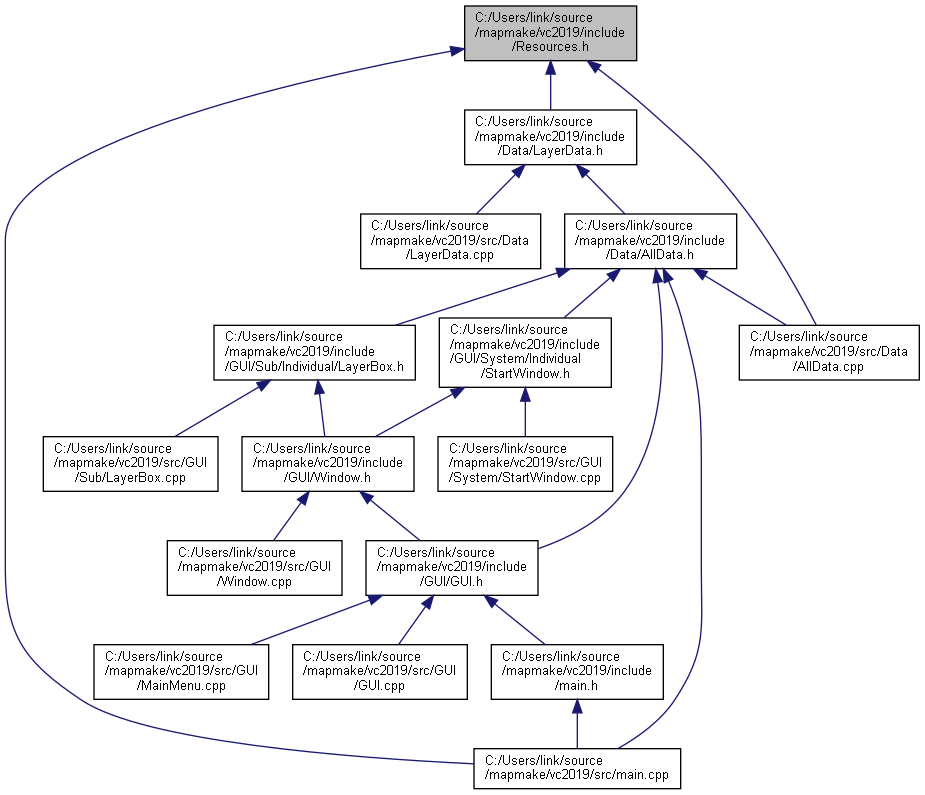 C:/Users/link/source
/mapmake/vc2019/include
/Resources.h
C:/Users/link/source
/mapmake/vc2019/include
/Data/LayerData.h
C:/Users/link/source
/mapmake/vc2019/src/Data
/LayerData.cpp
C:/Users/link/source
/mapmake/vc2019/include
/Data/AllData.h
C:/Users/link/source
/mapmake/vc2019/include
/GUI/Sub/Individual/LayerBox.h
C:/Users/link/source
/mapmake/vc2019/include
/GUI/System/Individual
/StartWindow.h
C:/Users/link/source
/mapmake/vc2019/src/Data
/AllData.cpp
C:/Users/link/source
/mapmake/vc2019/src/GUI
/Sub/LayerBox.cpp
C:/Users/link/source
/mapmake/vc2019/include
/GUI/Window.h
C:/Users/link/source
/mapmake/vc2019/src/GUI
/System/StartWindow.cpp
C:/Users/link/source
/mapmake/vc2019/src/GUI
/Window.cpp
C:/Users/link/source
/mapmake/vc2019/include
/GUI/GUI.h
C:/Users/link/source
/mapmake/vc2019/src/GUI
/MainMenu.cpp
C:/Users/link/source
/mapmake/vc2019/src/GUI
/GUI.cpp
C:/Users/link/source
/mapmake/vc2019/include
/main.h
C:/Users/link/source
/mapmake/vc2019/src/main.cpp